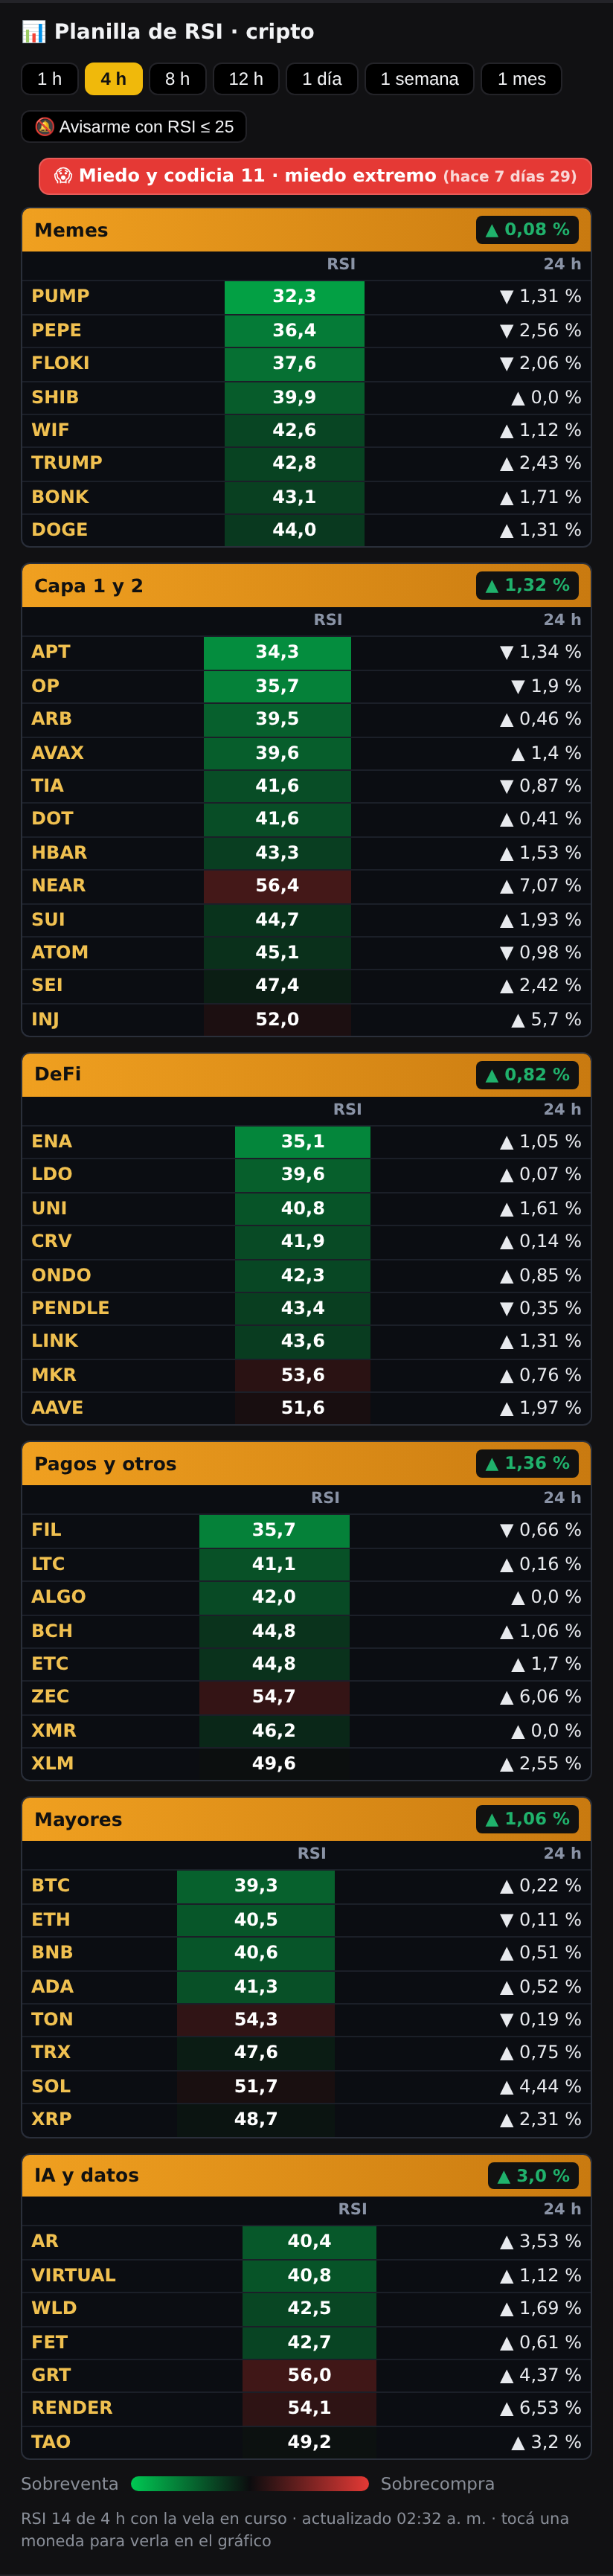 📊 Planilla de RSI · cripto
1 h 4 h 8 h 12 h 1 día 1 semana 1 mes
🔕 Avisarme con RSI ≤ 25
😱 Miedo y codicia 11 · miedo extremo (hace 7 días 29)
Memes ▲ 0,08 %
RSI 24 h
PUMP 32,3 ▼ 1,31 %
PEPE 36,4 ▼ 2,56 %
FLOKI 37,6 ▼ 2,06 %
SHIB 39,9 ▲ 0,0 %
WIF 42,6 ▲ 1,12 %
TRUMP 42,8 ▲ 2,43 %
BONK 43,1 ▲ 1,71 %
DOGE 44,0 ▲ 1,31 %
Capa 1 y 2 ▲ 1,32 %
RSI 24 h
APT 34,3 ▼ 1,34 %
OP 35,7 ▼ 1,9 %
ARB 39,5 ▲ 0,46 %
AVAX 39,6 ▲ 1,4 %
TIA 41,6 ▼ 0,87 %
DOT 41,6 ▲ 0,41 %
HBAR 43,3 ▲ 1,53 %
NEAR 56,4 ▲ 7,07 %
SUI 44,7 ▲ 1,93 %
ATOM 45,1 ▼ 0,98 %
SEI 47,4 ▲ 2,42 %
INJ 52,0 ▲ 5,7 %
DeFi ▲ 0,82 %
RSI 24 h
ENA 35,1 ▲ 1,05 %
LDO 39,6 ▲ 0,07 %
UNI 40,8 ▲ 1,61 %
CRV 41,9 ▲ 0,14 %
ONDO 42,3 ▲ 0,85 %
PENDLE 43,4 ▼ 0,35 %
LINK 43,6 ▲ 1,31 %
MKR 53,6 ▲ 0,76 %
AAVE 51,6 ▲ 1,97 %
Pagos y otros ▲ 1,36 %
RSI 24 h
FIL 35,7 ▼ 0,66 %
LTC 41,1 ▲ 0,16 %
ALGO 42,0 ▲ 0,0 %
BCH 44,8 ▲ 1,06 %
ETC 44,8 ▲ 1,7 %
ZEC 54,7 ▲ 6,06 %
XMR 46,2 ▲ 0,0 %
XLM 49,6 ▲ 2,55 %
Mayores ▲ 1,06 %
RSI 24 h
BTC 39,3 ▲ 0,22 %
ETH 40,5 ▼ 0,11 %
BNB 40,6 ▲ 0,51 %
ADA 41,3 ▲ 0,52 %
TON 54,3 ▼ 0,19 %
TRX 47,6 ▲ 0,75 %
SOL 51,7 ▲ 4,44 %
XRP 48,7 ▲ 2,31 %
IA y datos ▲ 3,0 %
RSI 24 h
AR 40,4 ▲ 3,53 %
VIRTUAL 40,8 ▲ 1,12 %
WLD 42,5 ▲ 1,69 %
FET 42,7 ▲ 0,61 %
GRT 56,0 ▲ 4,37 %
RENDER 54,1 ▲ 6,53 %
TAO 49,2 ▲ 3,2 %
Sobreventa Sobrecompra
RSI 14 de 4 h con la vela en curso · actualizado 02:32 a. m. · tocá una
moneda para verla en el gráfico